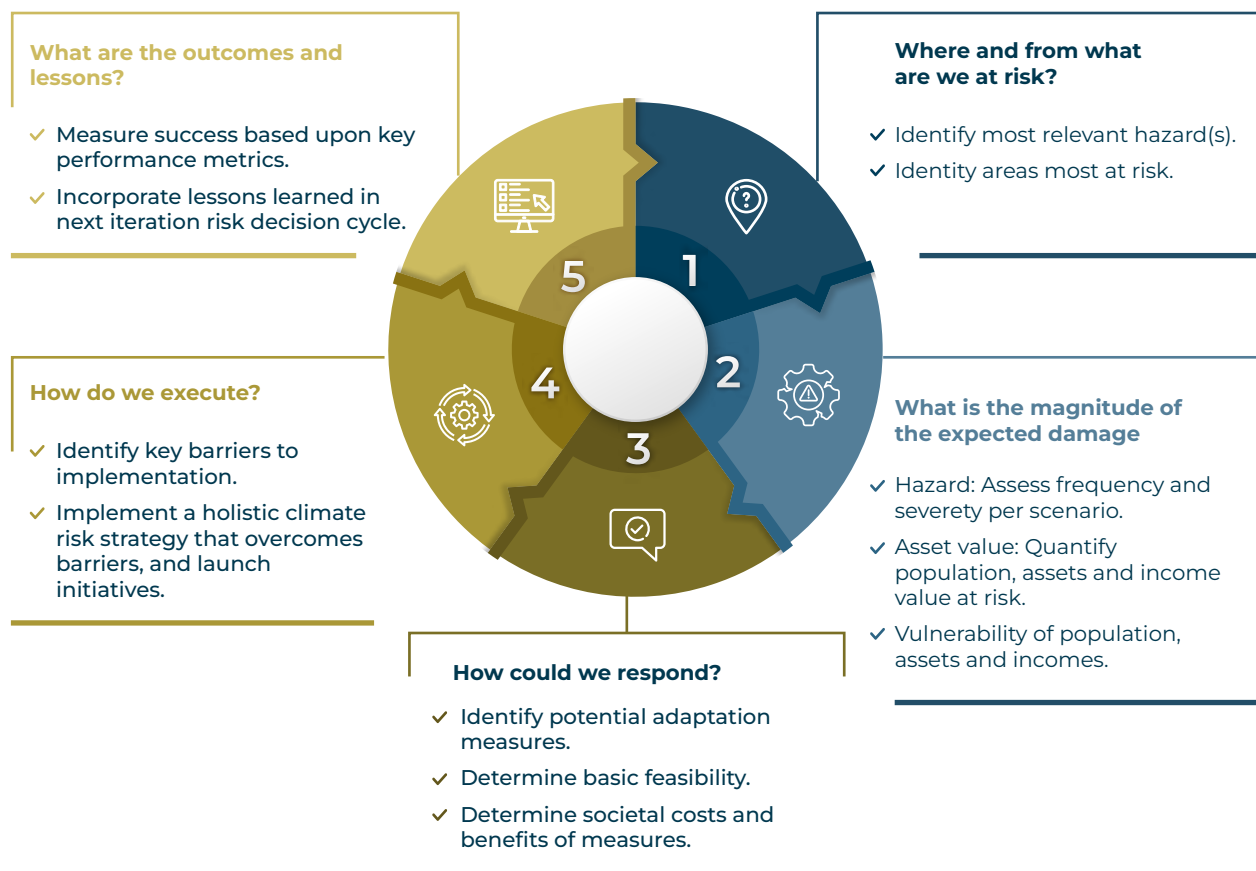 Where and from what
are we at risk?
Identify most relevant hazard(s).
Identity areas most at risk.
1
What is the magnitude of
the expected damage
Hazard: Assess frequency and
severety per scenario.
Asset value: Quantify
population, assets and income
value at risk.
Vulnerability of population,
assets and incomes.
2
How could we respond?
Identify potential adaptation
measures.
Determine basic feasibility.
Determine societal costs and
benefits of measures.
3
How do we execute?
Identify key barriers to
implementation.
Implement a holistic climate
risk strategy that overcomes
barriers, and launch
initiatives.
4
What are the outcomes and
lessons?
Measure success based upon key
performance metrics.
Incorporate lessons learned in
next iteration risk decision cycle.
5
?